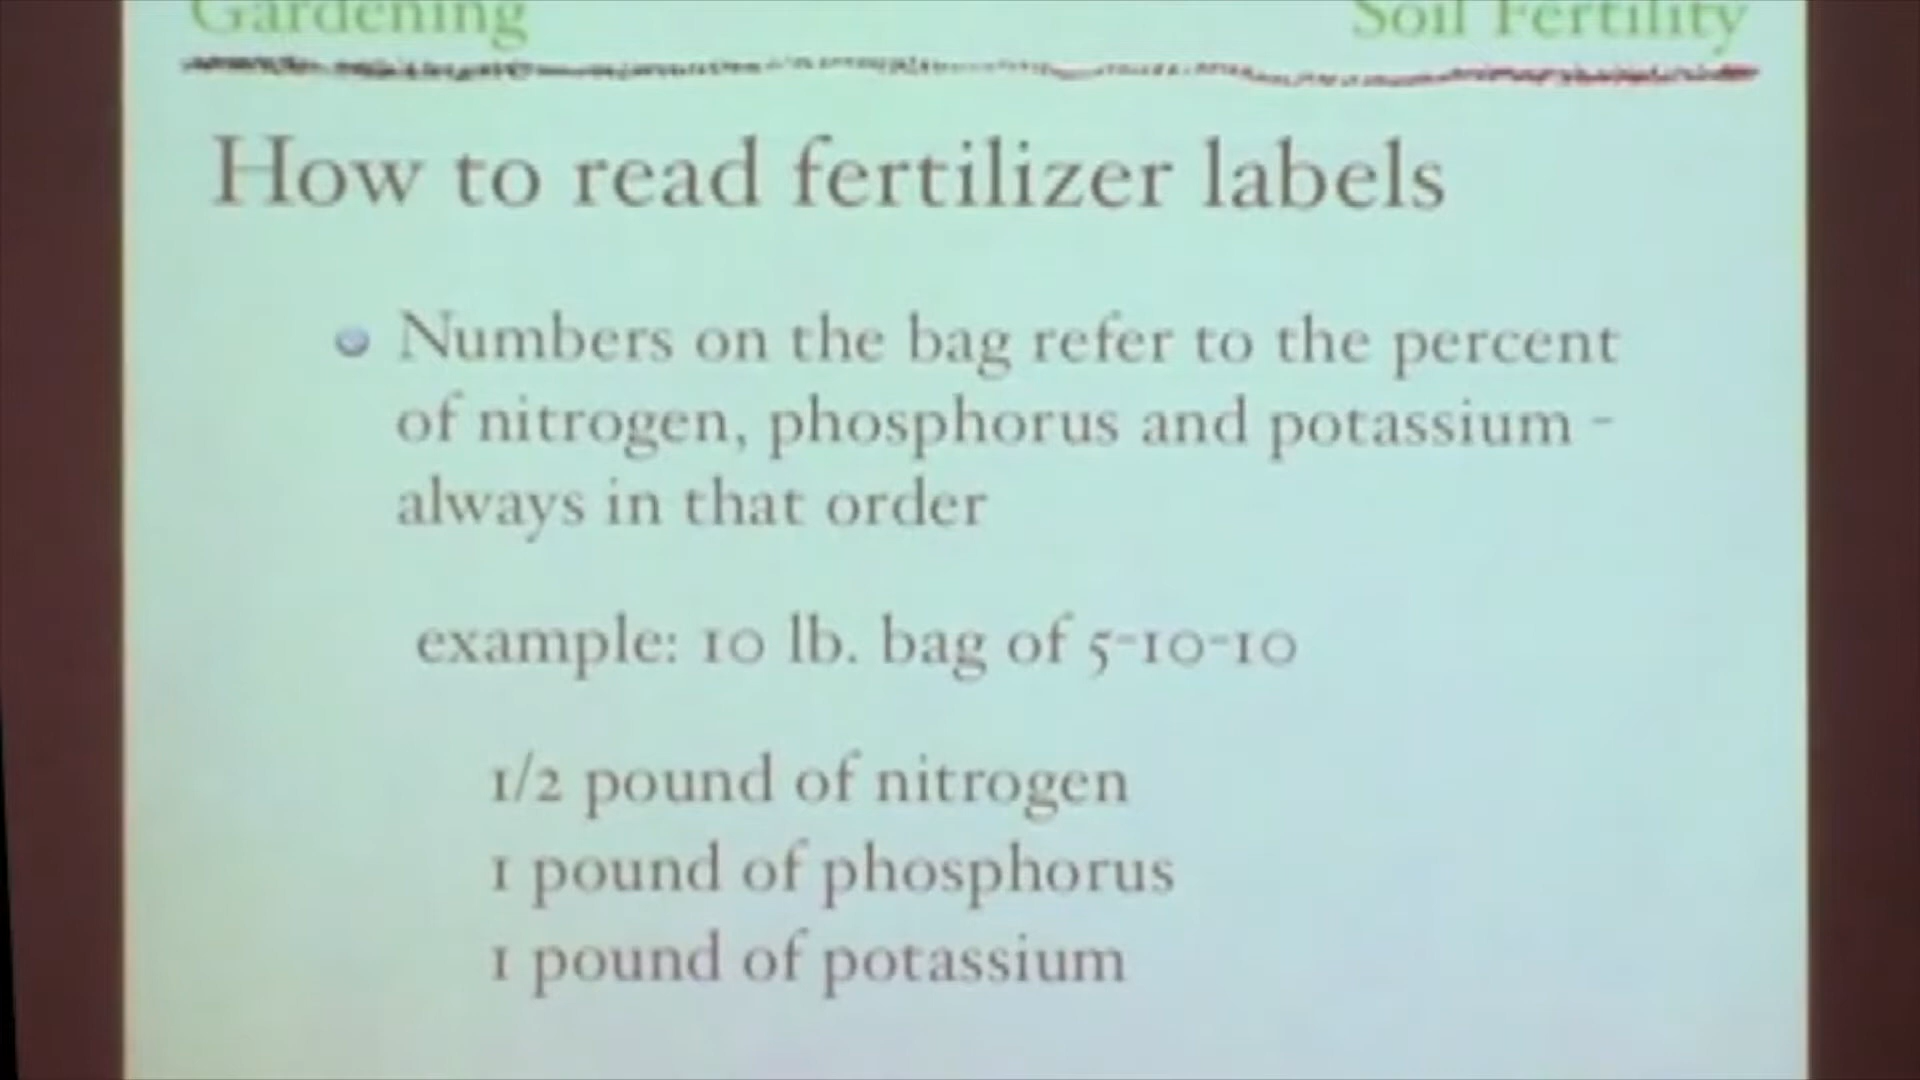 Gardening Soil Fertility
How to read fertilizer labels
Numbers on the bag refer to the percent
of nitrogen, phosphorus and potassium -
always in that order
example: 10 lb. bag of 5-10-10
1/2 pound of nitrogen
1 pound of phosphorus
1 pound of potassium